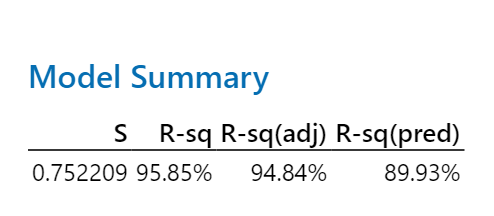 Model Summary
S R-sq R-sq(adj) R-sq(pred)
0.752209 95.85% 94.84% 89.93%